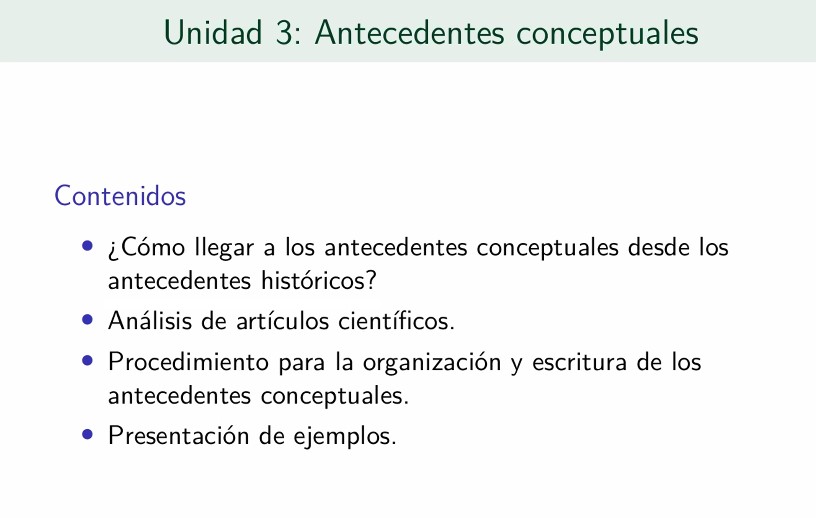 Unidad 3: Antecedentes conceptuales
Contenidos
• ¿Cómo llegar a los antecedentes conceptuales desde los
antecedentes históricos?
• Análisis de artículos científicos.
• Procedimiento para la organización y escritura de los
antecedentes conceptuales.
• Presentación de ejemplos.